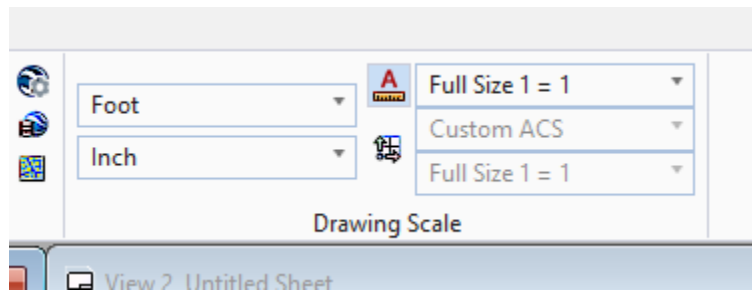 Foot
Inch
A
Full Size 1 = 1
Custom ACS
Full Size 1 = 1
Drawing Scale
View 2, Untitled Sheet